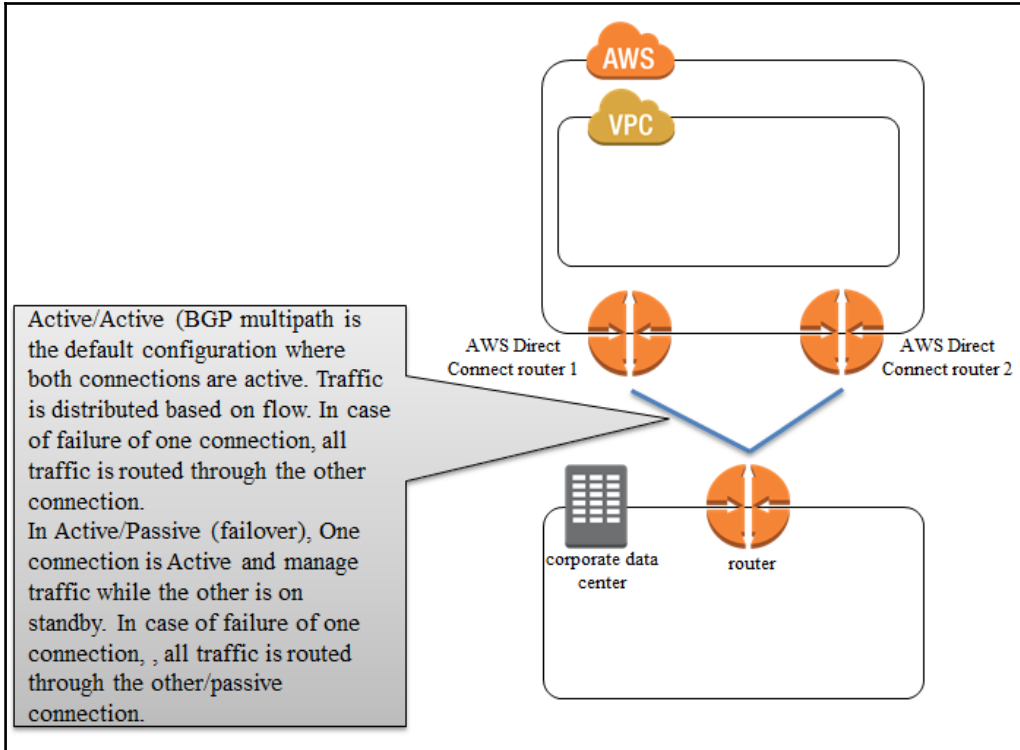 AWS
VPC
AWS Direct
Connect router 1
AWS Direct
Connect router 2
Active/Active (BGP multipath is
the default configuration where
both connections are active. Traffic
is distributed based on flow. In case
of failure of one connection, all
traffic is routed through the other
connection.
In Active/Passive (failover), One
connection is Active and manage
traffic while the other is on
standby. In case of failure of one
connection, , all traffic is routed
through the other/passive
connection.
corporate data
center
router